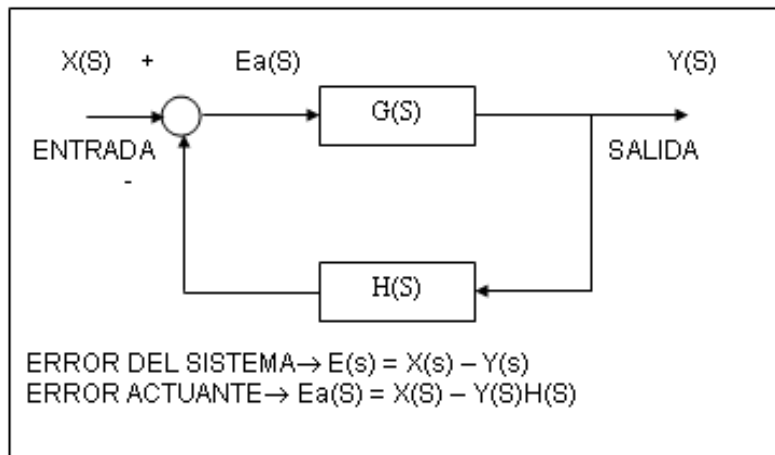 X(S) + Ea(S) Y(S)
G(S)
ENTRADA SALIDA
-
H(S)
ERROR DEL SISTEMA→ E(s) = X(s) – Y(s)
ERROR ACTUANTE→ Ea(S) = X(S) – Y(S)H(S)